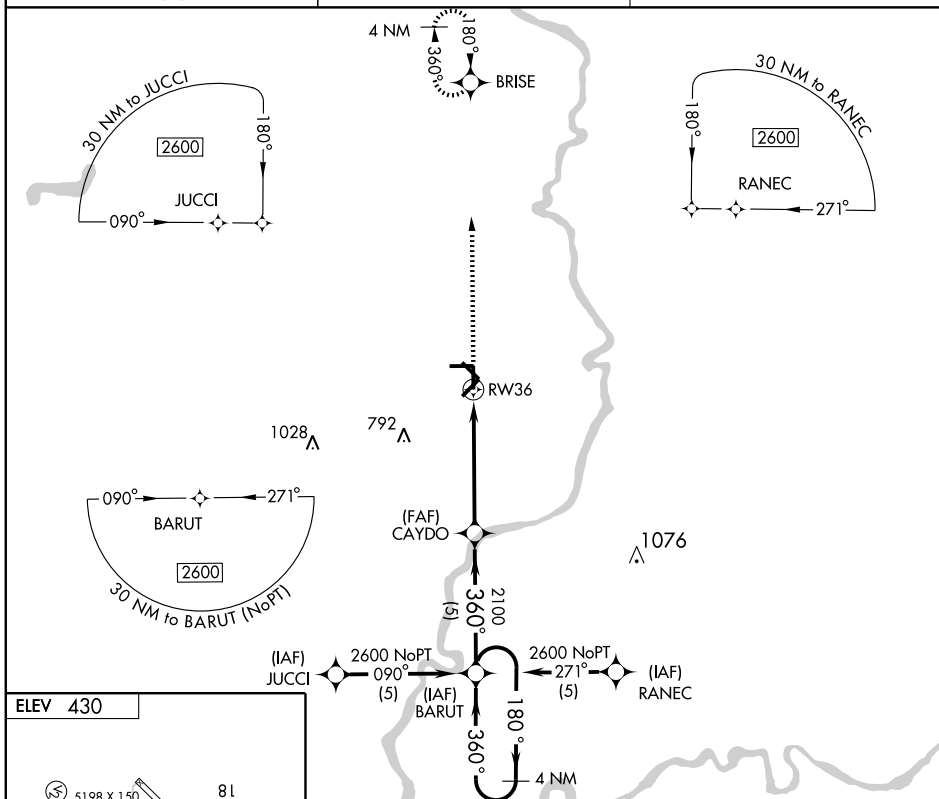 4 NM
180°
360°
BRISE
30 NM to JUCCI
2600
180°
JUCCI
090°
30 NM to RANEC
180°
2600
RANEC
271°
RW36
1028
792
090°
271°
BARUT
2600
30 NM to BARUT (NoPT)
(FAF)
CAYDO
1076
2100
360°
(5)
(IAF)
JUCCI
2600 NoPT
090°
(5)
(IAF)
BARUT
2600 NoPT
271°
(5)
(IAF)
RANEC
180°
360°
4 NM
ELEV 430
5198 X 150
18